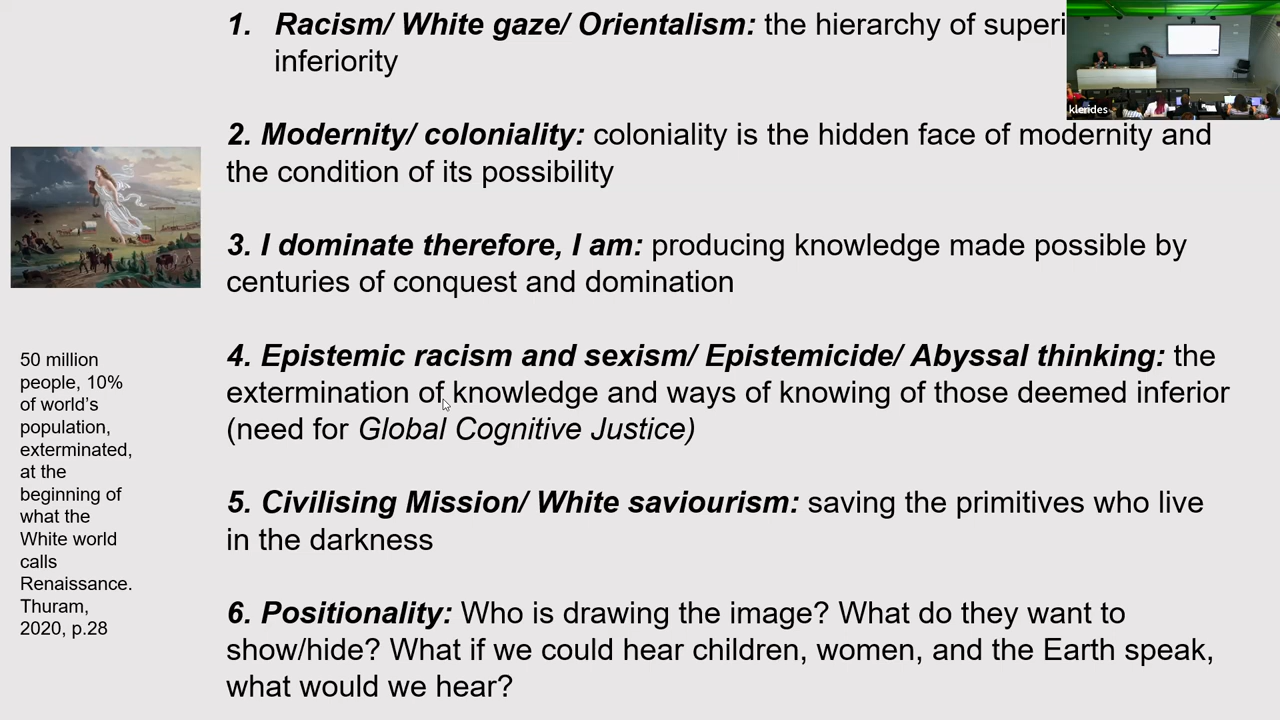 1. Racism/ White gaze/ Orientalism: the hierarchy of superi
inferiority
2. Modernity/ coloniality: coloniality is the hidden face of modernity and
the condition of its possibility
3. I dominate therefore, I am: producing knowledge made possible by
centuries of conquest and domination
4. Epistemic racism and sexism/ Epistemicide/ Abyssal thinking: the
extermination of knowledge and ways of knowing of those deemed inferior
(need for Global Cognitive Justice)
5. Civilising Mission/ White saviourism: saving the primitives who live
in the darkness
6. Positionality: Who is drawing the image? What do they want to
show/hide? What if we could hear children, women, and the Earth speak,
what would we hear?
50 million
people, 10%
of world's
population,
exterminated,
at the
beginning of
what the
White world
calls
Renaissance.
Thuram,
2020, p.28
klerides